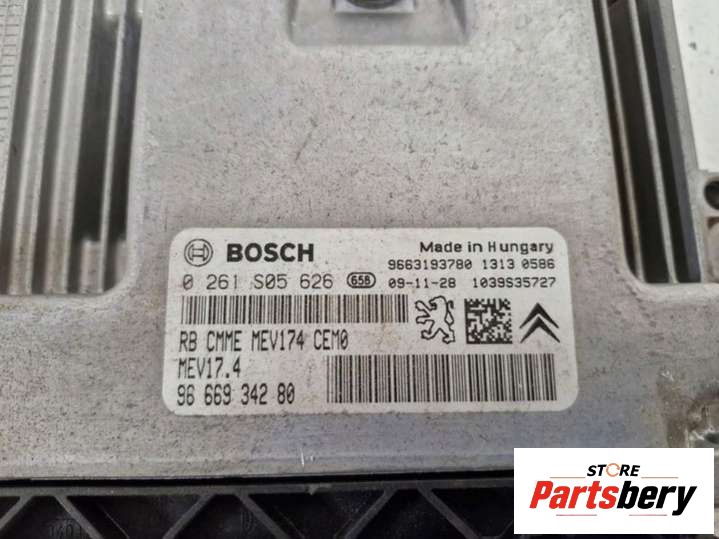 BOSCH
Made in Hungary
9663193780 1313 0586
0 261 S05 626 656
09-11-28 1039S35727
RB CMME MEV174 CEM0
MEV17.4
96 669 342 80
STORE
Partsbery